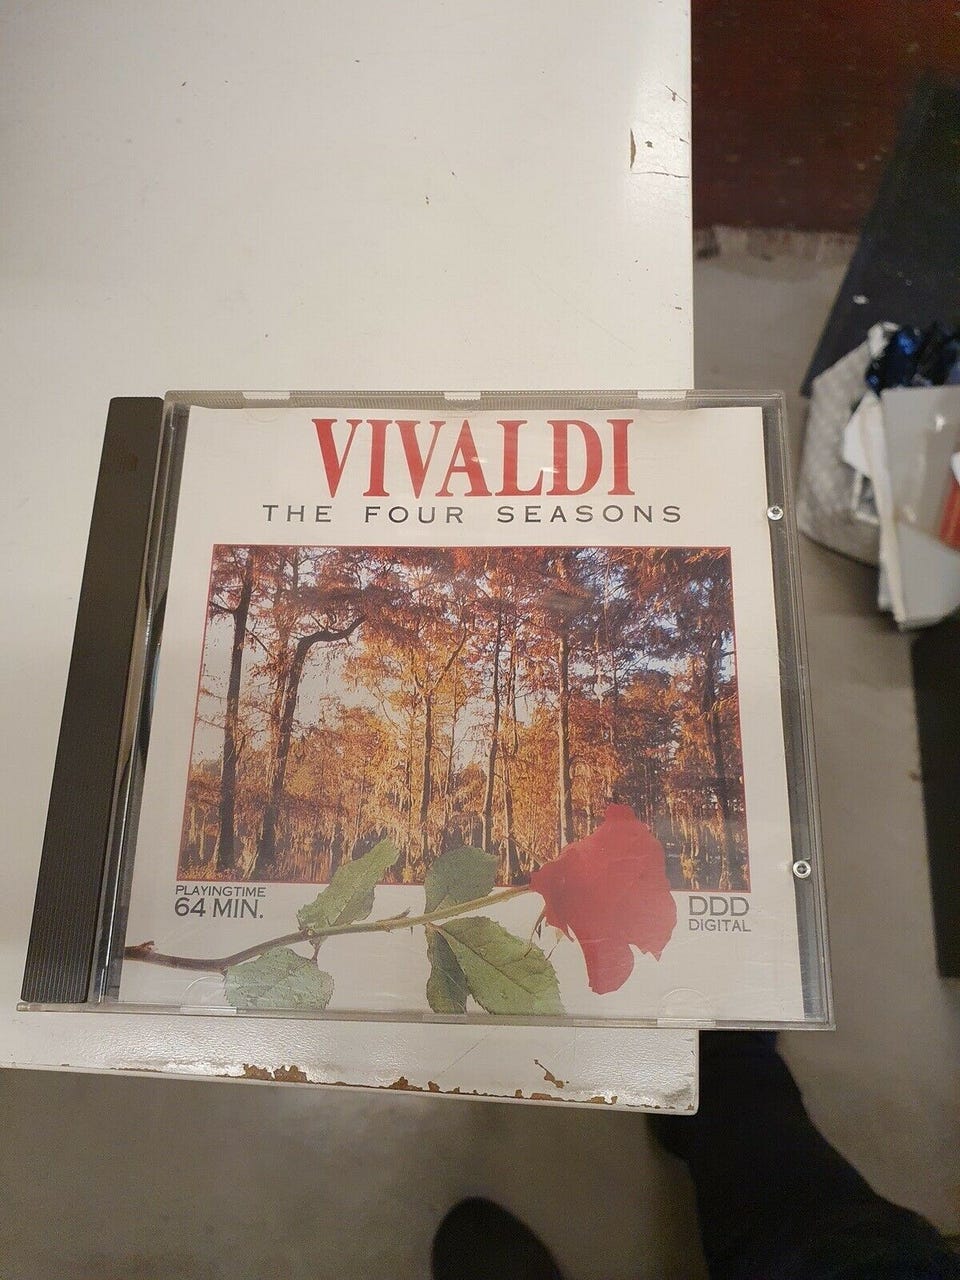 VIVALDI
THE FOUR SEASONS
PLAYINGTIME
64 MIN.
DDD
DIGITAL